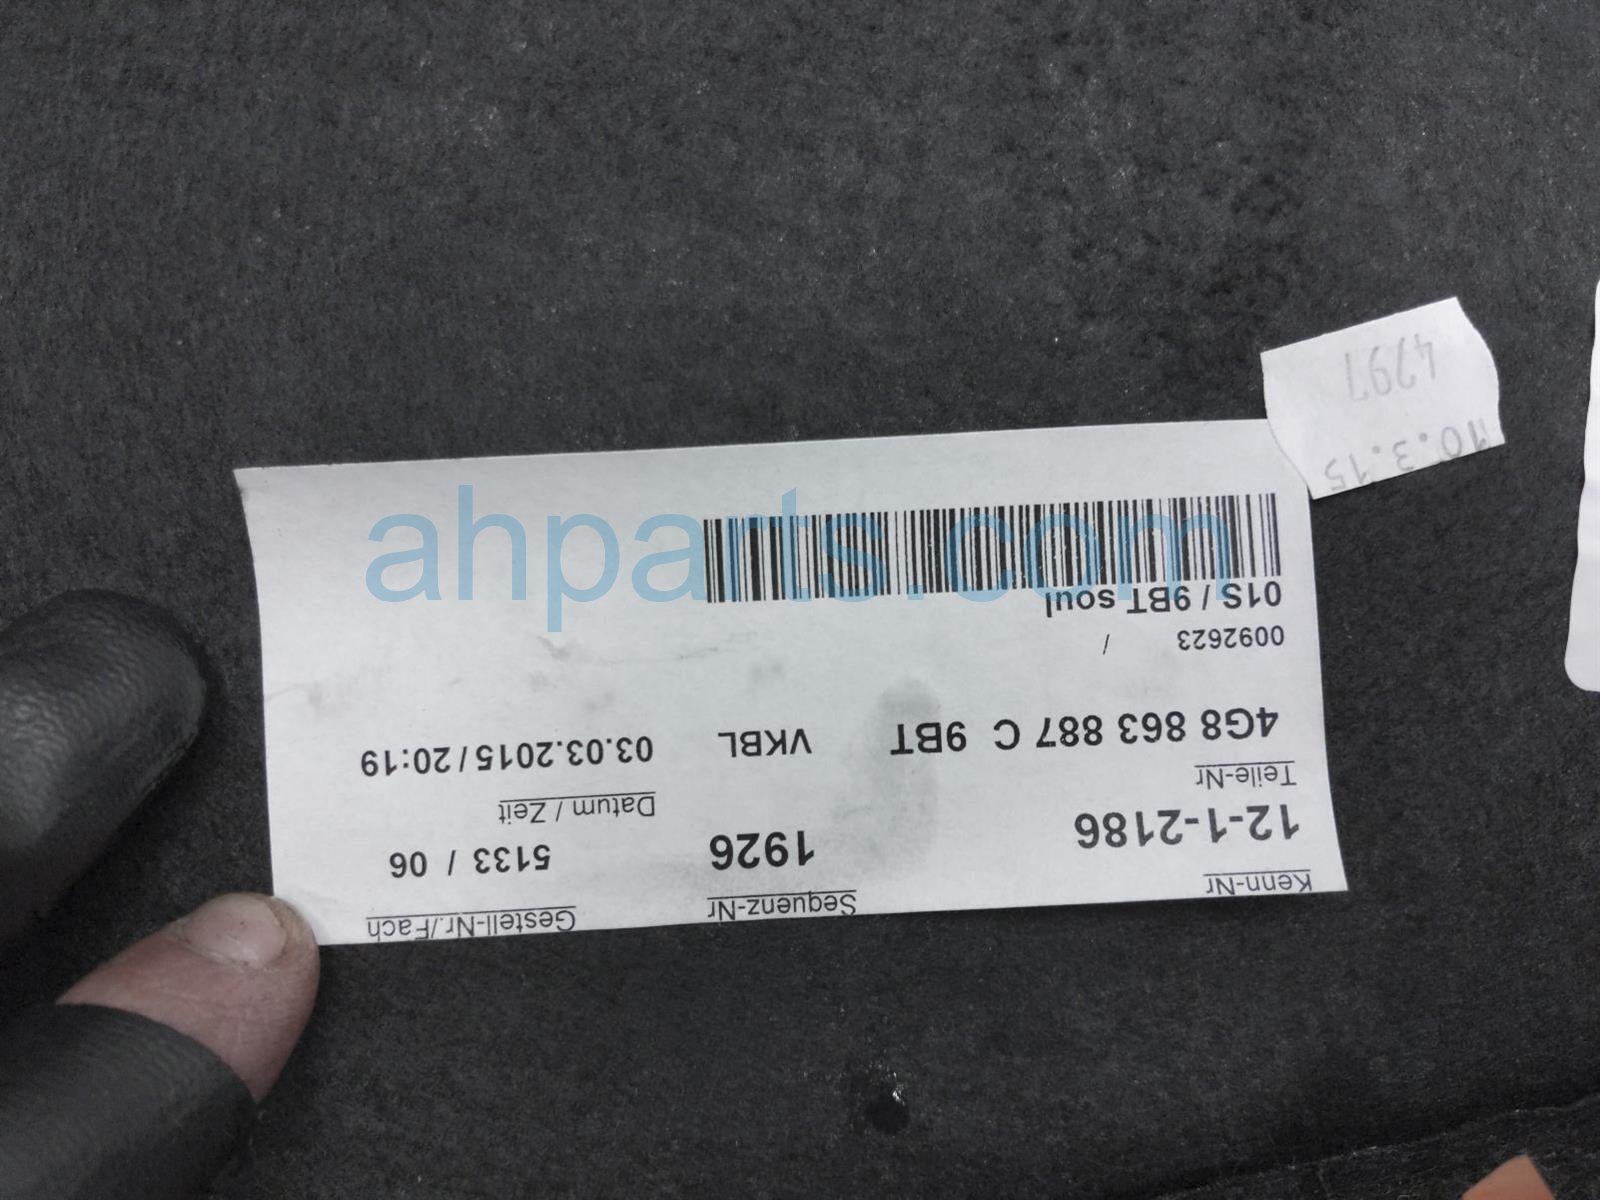 Kenn-Nr Sequenz-Nr Gestell-Nr./Fach
12-1-2186 1926 5133 / 06
Teile-Nr Datum / Zeit
4G8 863 887 C 9BT VKBL 03.03.2015 / 20:19
0092623 /
01S / 9BT soul
10.3.15
4297
ahparts.com